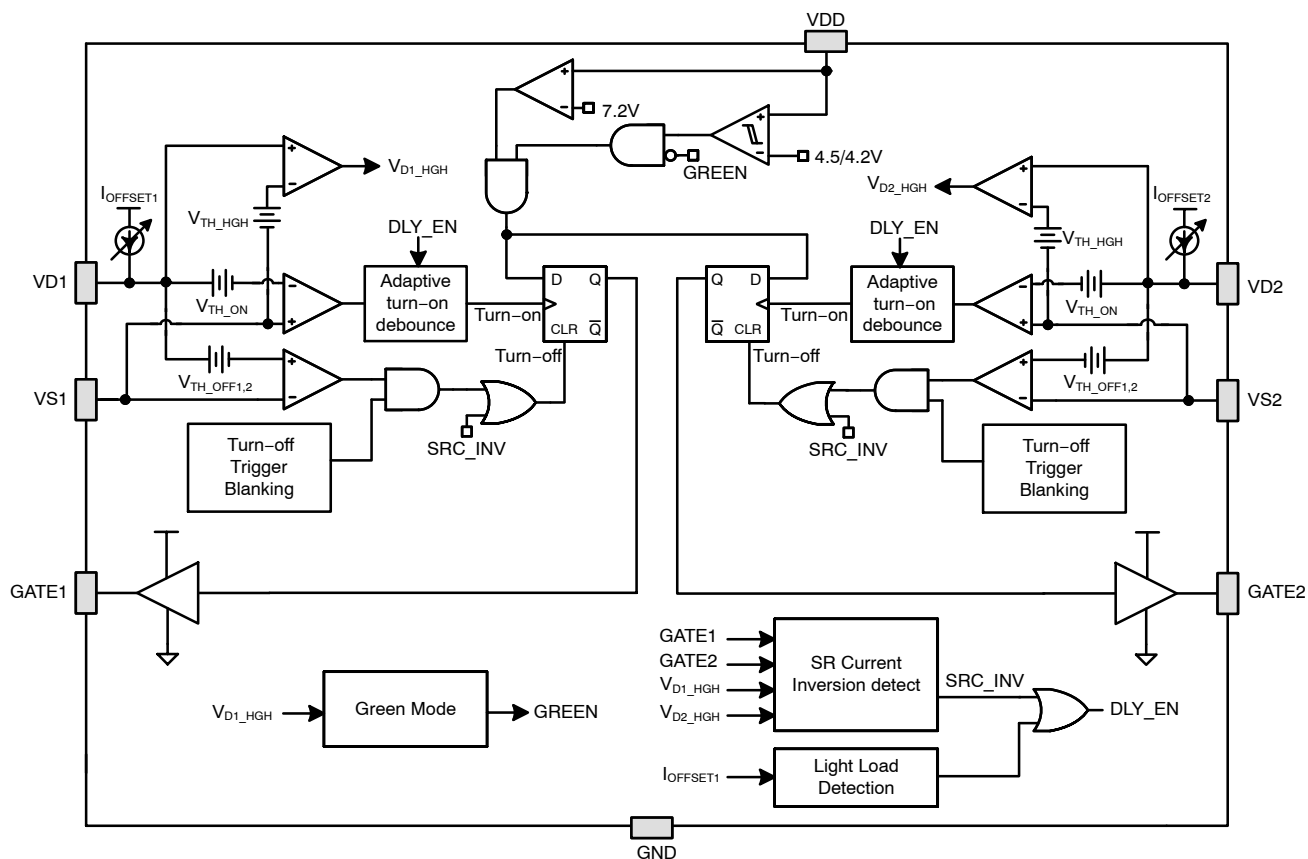 VDD
+
−
7.2V
+
−
4.5/4.2V
GREEN
+
−
V_D1_HGH
I_OFFSET1
V_TH_HGH
DLY_EN
VD1
V_TH_ON
−
+
Adaptive
turn−on
debounce
Turn−on
D
Q
CLR
Q̅
Turn−off
V_TH_OFF1,2
+
−
VS1
SRC_INV
Turn−off
Trigger
Blanking
V_D2_HGH
+
−
I_OFFSET2
V_TH_HGH
DLY_EN
Q
D
Q̅
CLR
Turn−on
Adaptive
turn−on
debounce
−
+
V_TH_ON
VD2
Turn−off
+
−
V_TH_OFF1,2
VS2
SRC_INV
Turn−off
Trigger
Blanking
GATE1
GATE2
V_D1_HGH
Green Mode
GREEN
GATE1
GATE2
V_D1_HGH
V_D2_HGH
SR Current
Inversion detect
SRC_INV
DLY_EN
I_OFFSET1
Light Load
Detection
GND